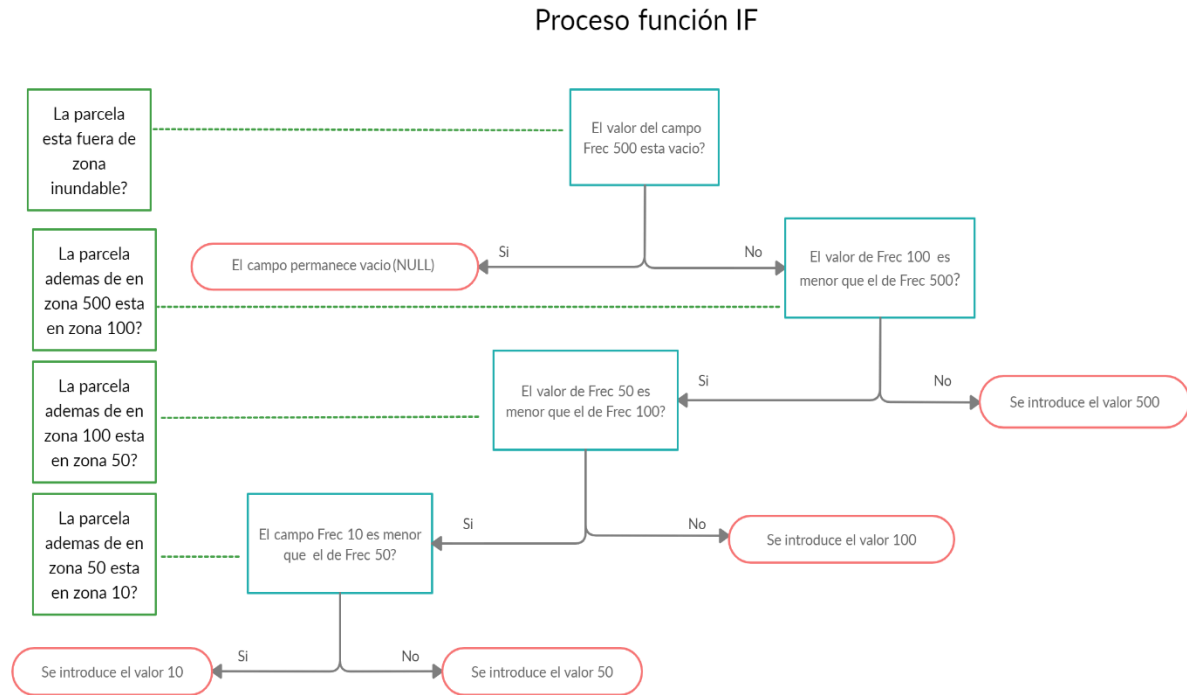 Proceso función IF
La parcela
esta fuera de
zona
inundable?
El valor del campo
Frec 500 esta vacio?
La parcela
ademas de en
zona 500 esta
en zona 100?
Si
El campo permanece vacio (NULL)
No
El valor de Frec 100 es
menor que el de Frec 500?
La parcela
ademas de en
zona 100 esta
en zona 50?
El valor de Frec 50 es
menor que el de Frec 100?
Si
No
Se introduce el valor 500
La parcela
ademas de en
zona 50 esta
en zona 10?
El campo Frec 10 es menor
que el de Frec 50?
Si
No
Se introduce el valor 100
Si
Se introduce el valor 10
No
Se introduce el valor 50